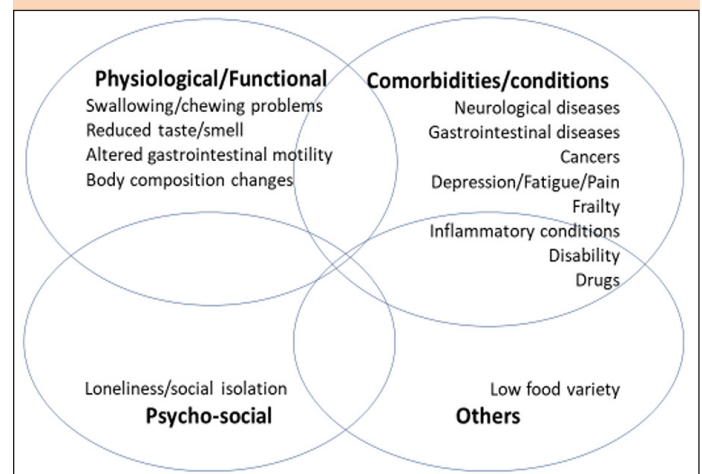 Physiological/Functional
Swallowing/chewing problems
Reduced taste/smell
Altered gastrointestinal motility
Body composition changes
Comorbidities/conditions
Neurological diseases
Gastrointestinal diseases
Cancers
Depression/Fatigue/Pain
Frailty
Inflammatory conditions
Disability
Drugs
Loneliness/social isolation
Psycho-social
Low food variety
Others